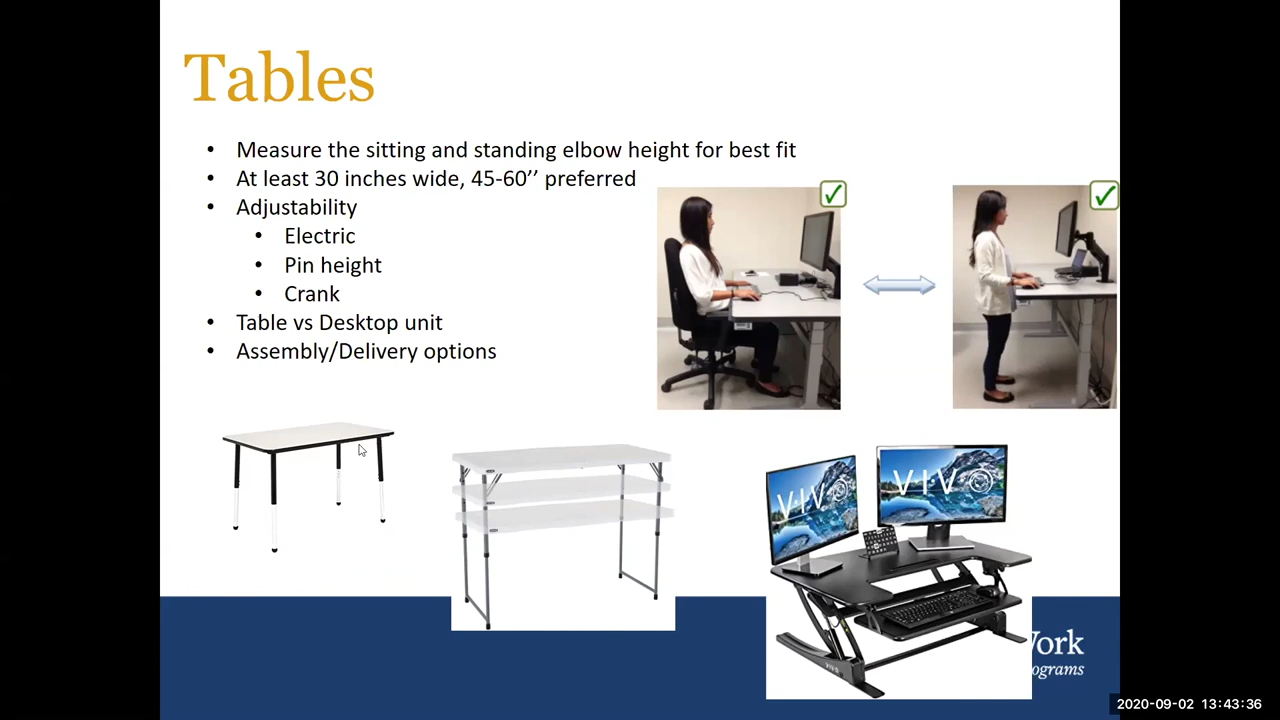 Tables
• Measure the sitting and standing elbow height for best fit
• At least 30 inches wide, 45-60’’ preferred
• Adjustability
• Electric
• Pin height
• Crank
• Table vs Desktop unit
• Assembly/Delivery options
VIVO
VIVO
VIVO
2020-09-02 13:43:36